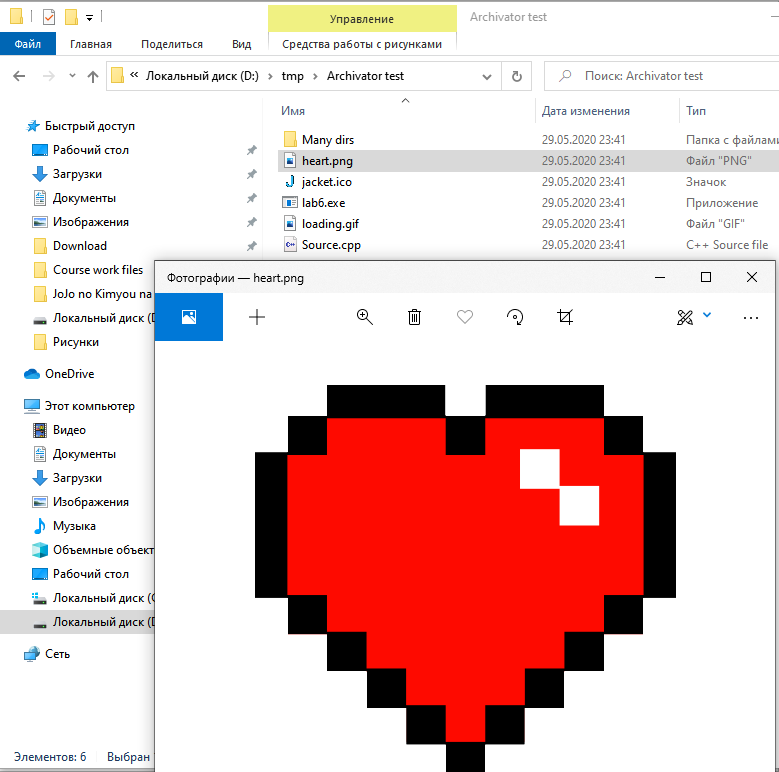 Управление
Archivator test
Файл
Главная
Поделиться
Вид
Средства работы с рисунками
« Локальный диск (D:) > tmp > Archivator test
Поиск: Archivator test
Имя
Дата изменения
Тип
Many dirs 29.05.2020 23:41 Папка с файлами
heart.png 29.05.2020 23:41 Файл "PNG"
jacket.ico 29.05.2020 23:41 Значок
lab6.exe 29.05.2020 23:41 Приложение
loading.gif 29.05.2020 23:41 Файл "GIF"
Source.cpp 29.05.2020 23:41 C++ Source file
Быстрый доступ
Рабочий стол
Загрузки
Документы
Изображения
Download
Course work files
JoJo no Kimyou na
Локальный диск (D
Рисунки
OneDrive
Этот компьютер
Видео
Документы
Загрузки
Изображения
Музыка
Объемные объект
Рабочий стол
Локальный диск (C
Локальный диск (D
Сеть
Элементов: 6
Выбран
Фотографии — heart.png